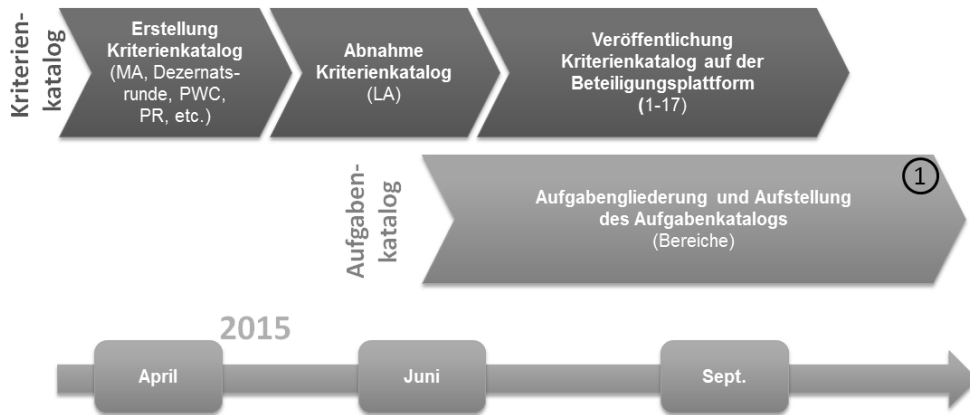 Kriterien-
katalog
Erstellung
Kriterienkatalog
(MA, Dezernats-
runde, PWC,
PR, etc.)
Abnahme
Kriterienkatalog
(LA)
Veröffentlichung
Kriterienkatalog auf der
Beteiligungsplattform
(1-17)
Aufgaben-
katalog
Aufgabengliederung und Aufstellung
des Aufgabenkatalogs
(Bereiche)
1
2015
April
Juni
Sept.